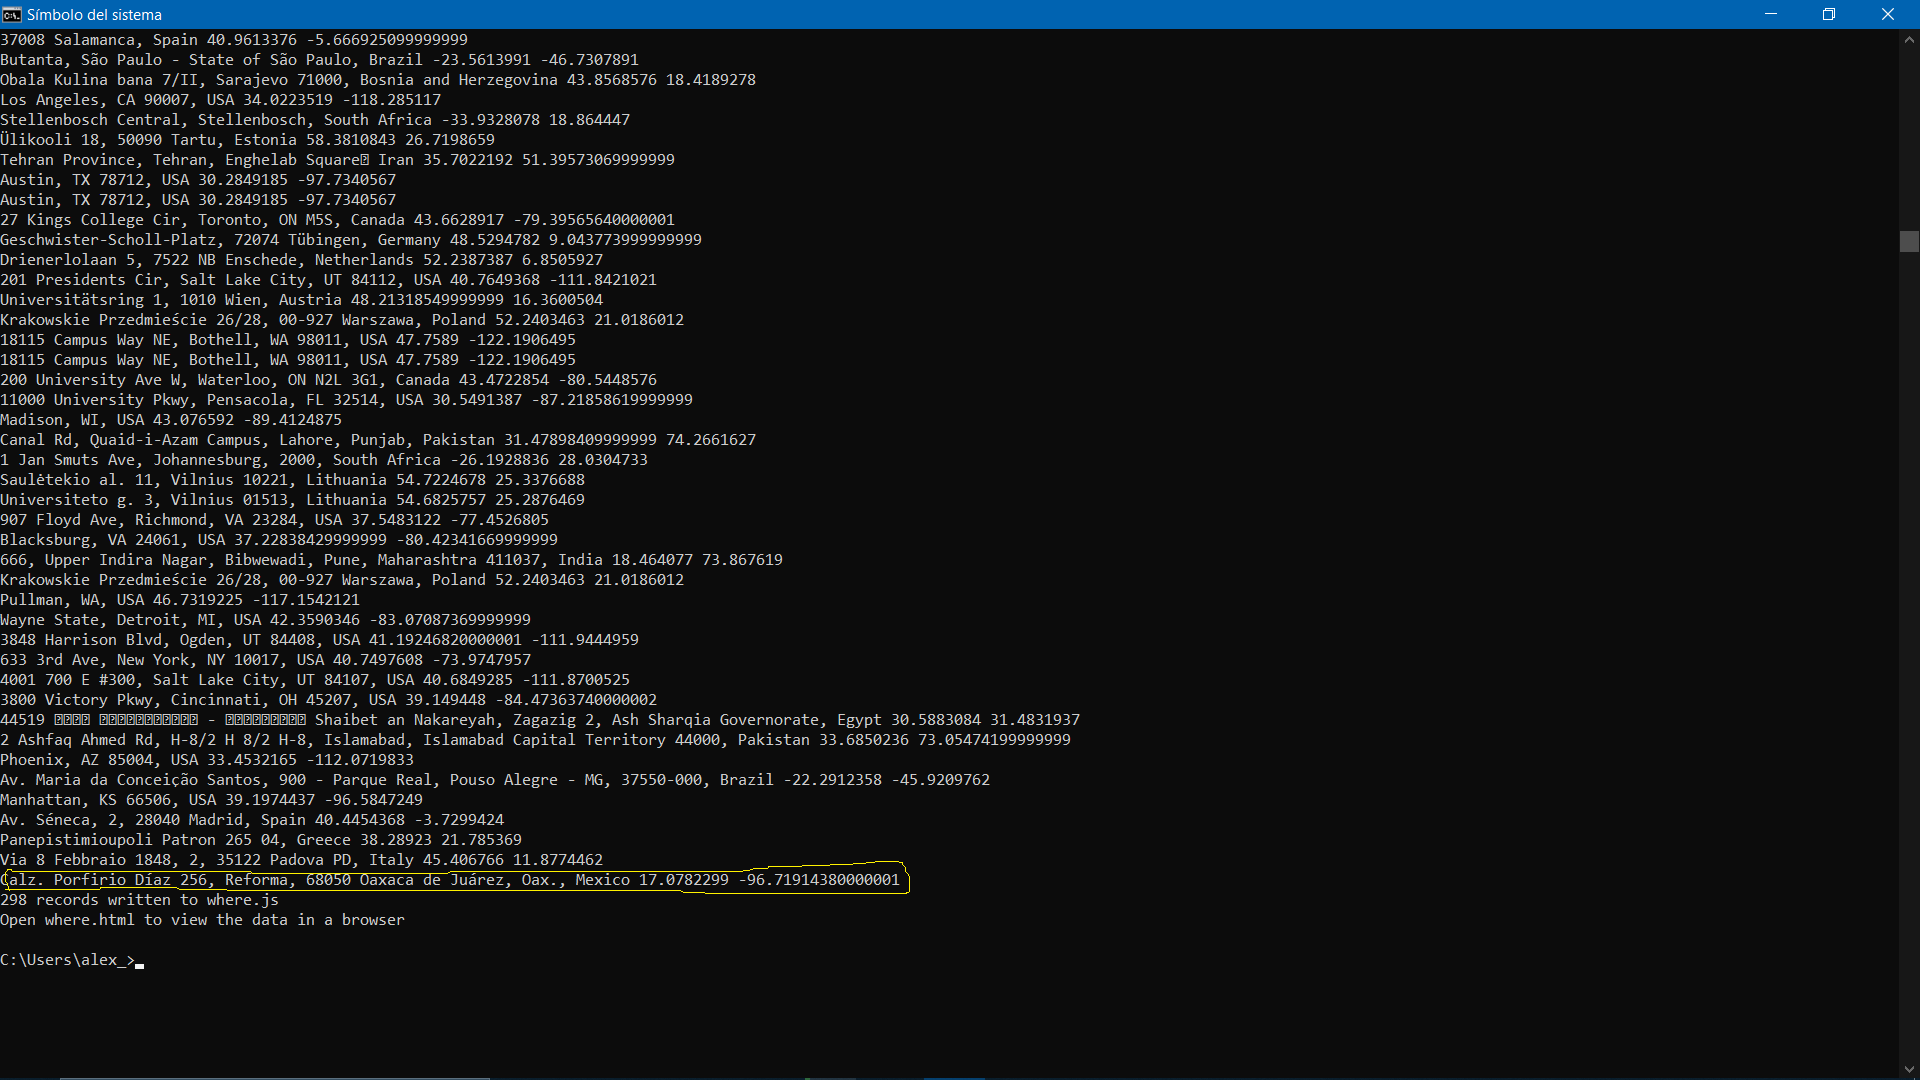 Símbolo del sistema
37008 Salamanca, Spain 40.9613376 -5.666925099999999
Butanta, São Paulo - State of São Paulo, Brazil -23.5613991 -46.7307891
Obala Kulina bana 7/II, Sarajevo 71000, Bosnia and Herzegovina 43.8568576 18.4189278
Los Angeles, CA 90007, USA 34.0223519 -118.285117
Stellenbosch Central, Stellenbosch, South Africa -33.9328078 18.864447
Ülikooli 18, 50090 Tartu, Estonia 58.3810843 26.7198659
Tehran Province, Tehran, Enghelab Square Iran 35.7022192 51.39573069999999
Austin, TX 78712, USA 30.2849185 -97.7340567
Austin, TX 78712, USA 30.2849185 -97.7340567
27 Kings College Cir, Toronto, ON M5S, Canada 43.6628917 -79.39565640000001
Geschwister-Scholl-Platz, 72074 Tübingen, Germany 48.5294782 9.043773999999999
Drienerlolaan 5, 7522 NB Enschede, Netherlands 52.2387387 6.8505927
201 Presidents Cir, Salt Lake City, UT 84112, USA 40.7649368 -111.8421021
Universitätsring 1, 1010 Wien, Austria 48.21318549999999 16.3600504
Krakowskie Przedmieście 26/28, 00-927 Warszawa, Poland 52.2403463 21.0186012
18115 Campus Way NE, Bothell, WA 98011, USA 47.7589 -122.1906495
18115 Campus Way NE, Bothell, WA 98011, USA 47.7589 -122.1906495
200 University Ave W, Waterloo, ON N2L 3G1, Canada 43.4722854 -80.5448576
11000 University Pkwy, Pensacola, FL 32514, USA 30.5491387 -87.21858619999999
Madison, WI, USA 43.076592 -89.4124875
Canal Rd, Quaid-i-Azam Campus, Lahore, Punjab, Pakistan 31.47898409999999 74.2661627
1 Jan Smuts Ave, Johannesburg, 2000, South Africa -26.1928836 28.0304733
Saulėtekio al. 11, Vilnius 10221, Lithuania 54.7224678 25.3376688
Universiteto g. 3, Vilnius 01513, Lithuania 54.6825757 25.2876469
907 Floyd Ave, Richmond, VA 23284, USA 37.5483122 -77.4526805
Blacksburg, VA 24061, USA 37.22838429999999 -80.42341669999999
666, Upper Indira Nagar, Bibwewadi, Pune, Maharashtra 411037, India 18.464077 73.867619
Krakowskie Przedmieście 26/28, 00-927 Warszawa, Poland 52.2403463 21.0186012
Pullman, WA, USA 46.7319225 -117.1542121
Wayne State, Detroit, MI, USA 42.3590346 -83.07087369999999
3848 Harrison Blvd, Ogden, UT 84408, USA 41.19246820000001 -111.9444959
633 3rd Ave, New York, NY 10017, USA 40.7497608 -73.9747957
4001 700 E #300, Salt Lake City, UT 84107, USA 40.6849285 -111.8700525
3800 Victory Pkwy, Cincinnati, OH 45207, USA 39.149448 -84.47363740000002
44519 - Shaibet an Nakareyah, Zagazig 2, Ash Sharqia Governorate, Egypt 30.5883084 31.4831937
2 Ashfaq Ahmed Rd, H-8/2 H 8/2 H-8, Islamabad, Islamabad Capital Territory 44000, Pakistan 33.6850236 73.05474199999999
Phoenix, AZ 85004, USA 33.4532165 -112.0719833
Av. Maria da Conceição Santos, 900 - Parque Real, Pouso Alegre - MG, 37550-000, Brazil -22.2912358 -45.9209762
Manhattan, KS 66506, USA 39.1974437 -96.5847249
Av. Séneca, 2, 28040 Madrid, Spain 40.4454368 -3.7299424
Panepistimioupoli Patron 265 04, Greece 38.28923 21.785369
Via 8 Febbraio 1848, 2, 35122 Padova PD, Italy 45.406766 11.8774462
Calz. Porfirio Díaz 256, Reforma, 68050 Oaxaca de Juárez, Oax., Mexico 17.0782299 -96.71914380000001
298 records written to where.js
Open where.html to view the data in a browser
C:\Users\alex_>